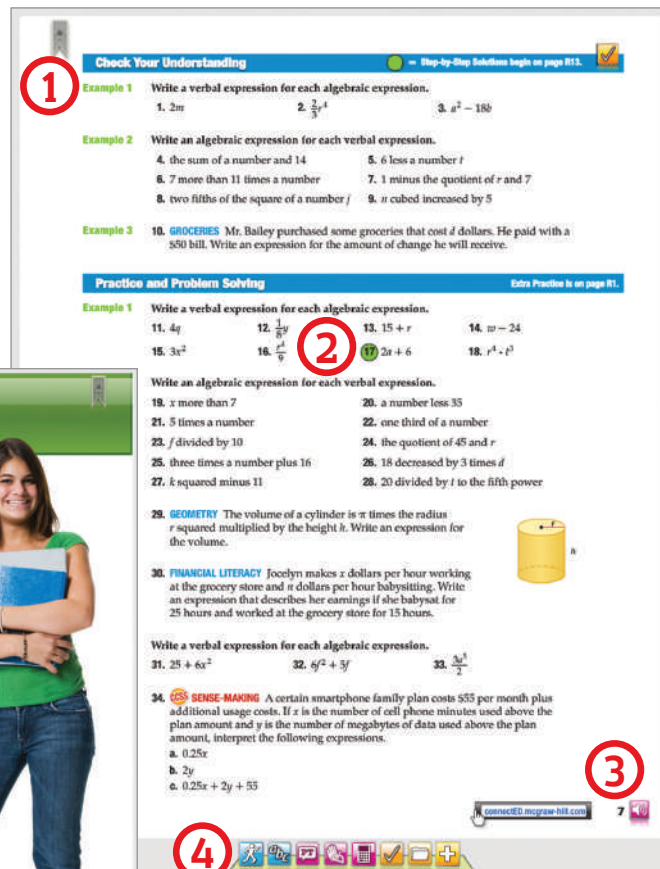 Check Your Understanding
= Step-by-Step Solutions begin on page R13.
1
Example 1 Write a verbal expression for each algebraic expression.
1. 2m 2. 2/3 r⁴ 3. a² − 18b
Example 2 Write an algebraic expression for each verbal expression.
4. the sum of a number and 14 5. 6 less a number t
6. 7 more than 11 times a number 7. 1 minus the quotient of r and 7
8. two fifths of the square of a number j 9. n cubed increased by 5
Example 3 10. GROCERIES Mr. Bailey purchased some groceries that cost d dollars. He paid with a
$50 bill. Write an expression for the amount of change he will receive.
Practice and Problem Solving
Extra Practice is on page R1.
Example 1 Write a verbal expression for each algebraic expression.
11. 4q 12. 1/8 y 13. 15 + r 14. w − 24
15. 3x² 16. r⁴/9 2 17 2a + 6 18. r⁴ · t³
Write an algebraic expression for each verbal expression.
19. x more than 7 20. a number less 35
21. 5 times a number 22. one third of a number
23. f divided by 10 24. the quotient of 45 and r
25. three times a number plus 16 26. 18 decreased by 3 times d
27. k squared minus 11 28. 20 divided by t to the fifth power
29. GEOMETRY The volume of a cylinder is π times the radius
r squared multiplied by the height h. Write an expression for
the volume.
r
h
30. FINANCIAL LITERACY Jocelyn makes x dollars per hour working
at the grocery store and n dollars per hour babysitting. Write
an expression that describes her earnings if she babysat for
25 hours and worked at the grocery store for 15 hours.
Write a verbal expression for each algebraic expression.
31. 25 + 6x² 32. 6f² + 5f 33. 3a⁵/2
34. CCSS SENSE-MAKING A certain smartphone family plan costs $55 per month plus
additional usage costs. If x is the number of cell phone minutes used above the
plan amount and y is the number of megabytes of data used above the plan
amount, interpret the following expressions.
a. 0.25x
b. 2y
c. 0.25x + 2y + 55
3
connectED.mcgraw-hill.com 7
4